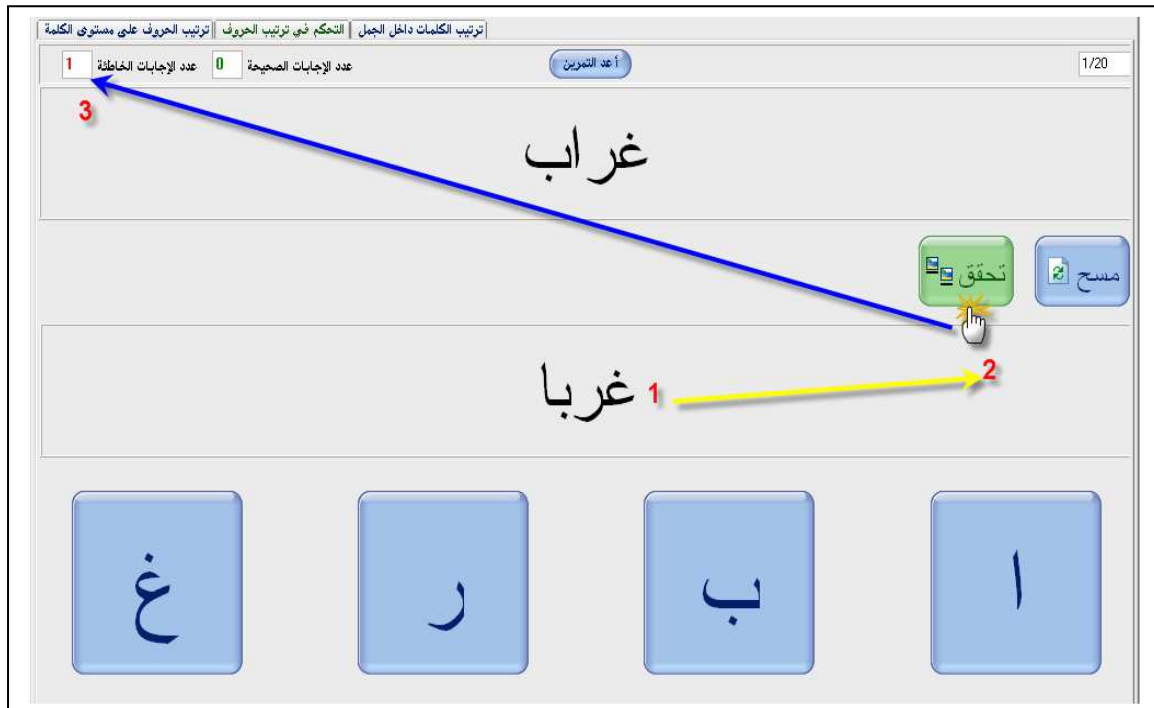 ترتيب الحروف على مستوى الكلمة التحكم في ترتيب الحروف ترتيب الكلمات داخل الجمل
1/20 أعد التمرين عدد الإجابات الصحيحة 0 عدد الإجابات الخاطئة 1
3
غراب
مسح تحقق
2
غربا 1
ا ب ر غ